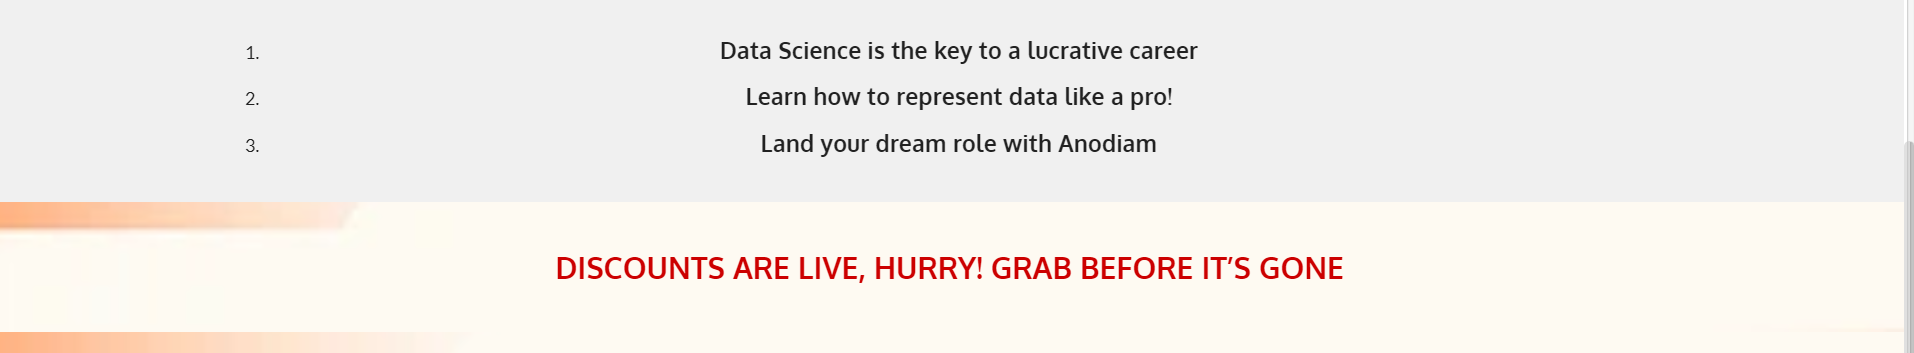 1. Data Science is the key to a lucrative career
2. Learn how to represent data like a pro!
3. Land your dream role with Anodiam
DISCOUNTS ARE LIVE, HURRY! GRAB BEFORE IT’S GONE